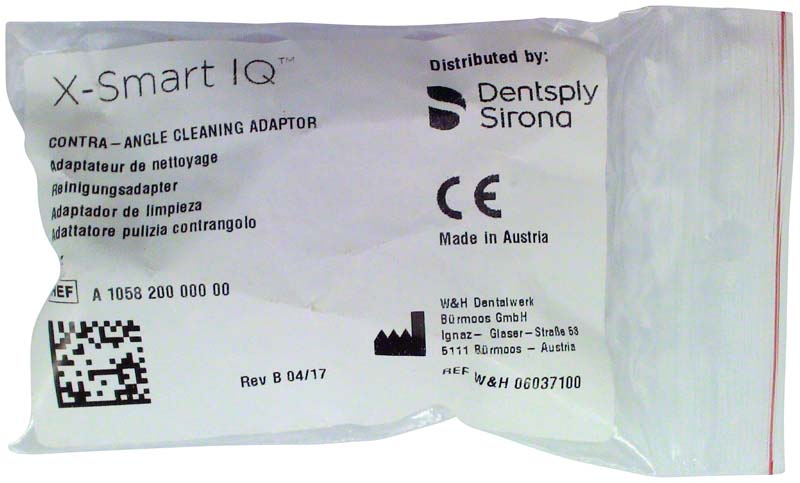 X-Smart IQ™
CONTRA-ANGLE CLEANING ADAPTOR
Adaptateur de nettoyage
Reinigungsadapter
Adaptador de limpieza
Adattatore pulizia contrangolo
REF A 1058 200 000 00
Rev B 04/17
Distributed by:
Dentsply
Sirona
CE
Made in Austria
W&H Dentalwerk
Bürmoos GmbH
Ignaz- Glaser-Straße 53
5111 Bürmoos - Austria
REF W&H 06037100